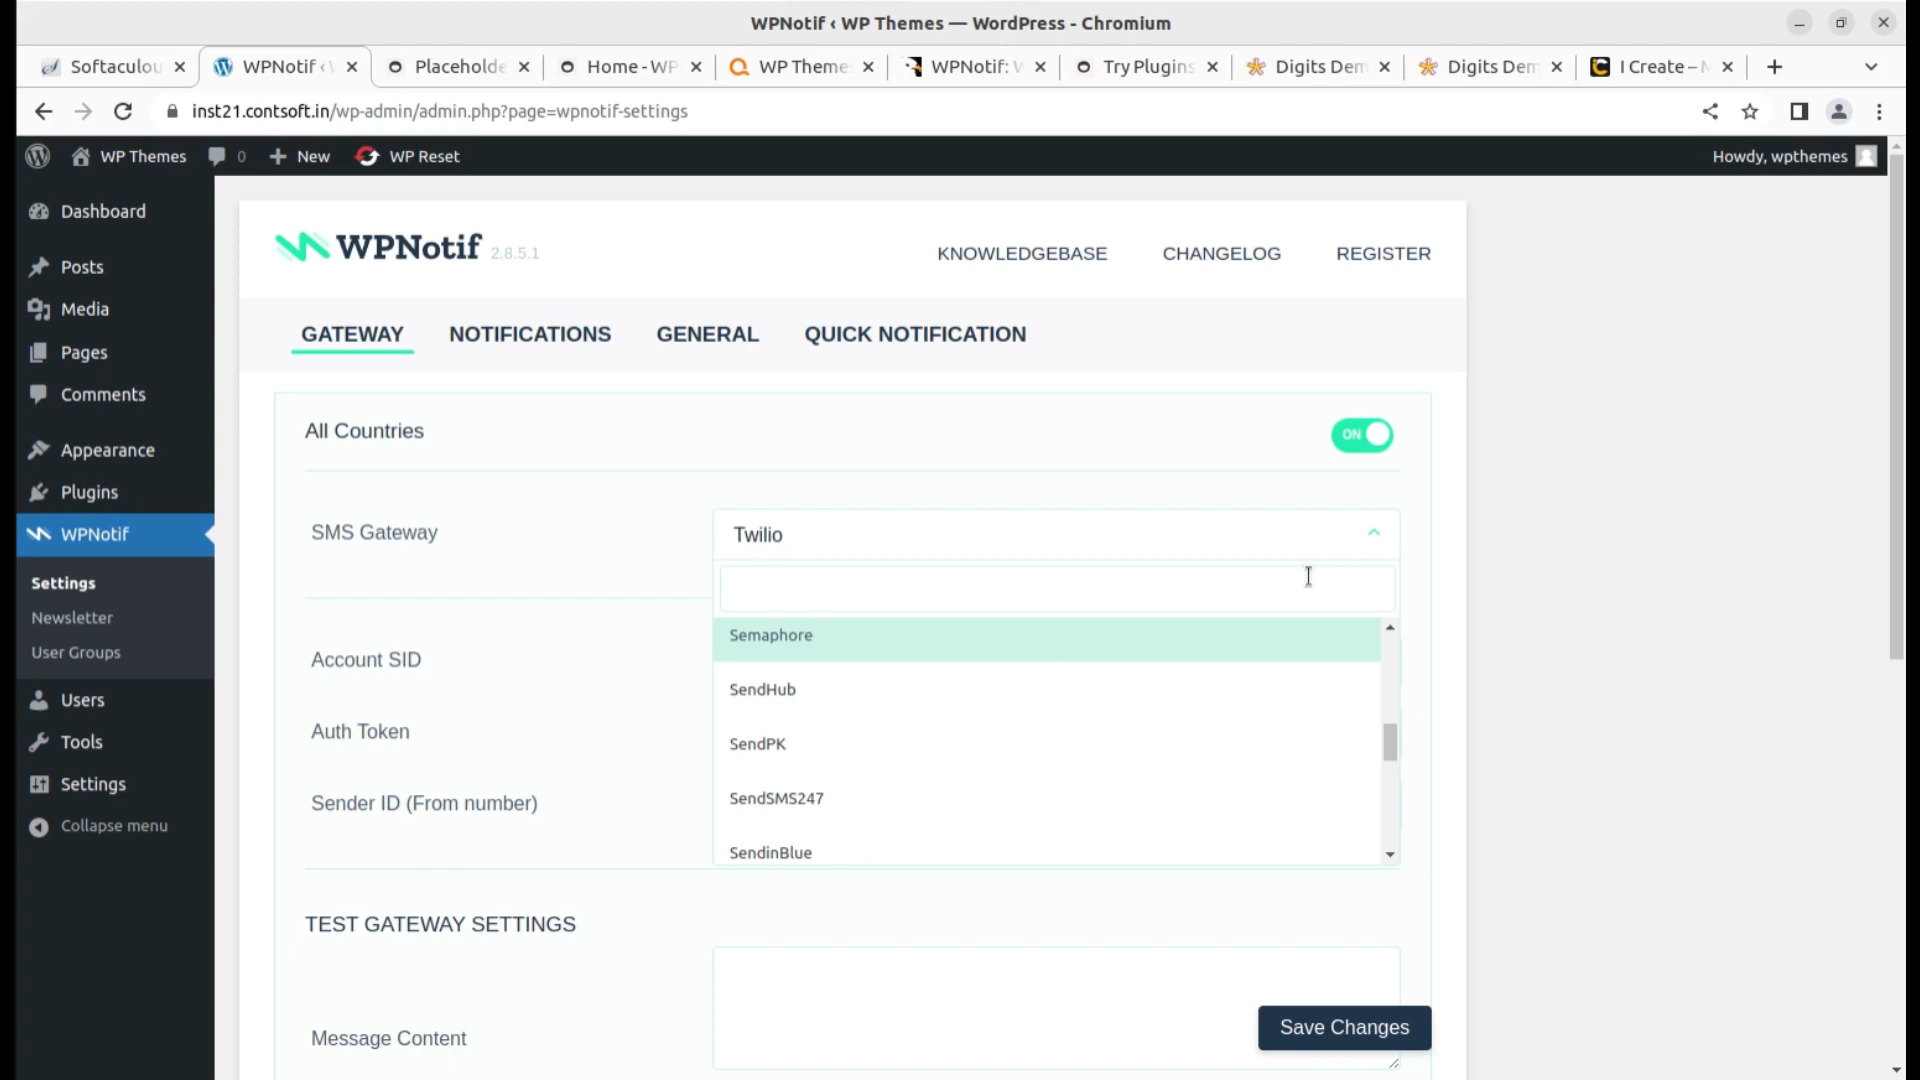 WPNotif ‹ WP Themes — WordPress - Chromium
Softaculou
WPNotif ‹
Placeholde
Home - WP
WP Theme
WPNotif: W
Try Plugins
Digits Dem
Digits Dem
I Create –
inst21.contsoft.in/wp-admin/admin.php?page=wpnotif-settings
WP Themes
0
New
WP Reset
Howdy, wpthemes
Dashboard
Posts
Media
Pages
Comments
Appearance
Plugins
WPNotif
Settings
Newsletter
User Groups
Users
Tools
Settings
Collapse menu
WPNotif 2.8.5.1
KNOWLEDGEBASE
CHANGELOG
REGISTER
GATEWAY
NOTIFICATIONS
GENERAL
QUICK NOTIFICATION
All Countries
ON
SMS Gateway
Twilio
Semaphore
SendHub
SendPK
SendSMS247
SendinBlue
Account SID
Auth Token
Sender ID (From number)
TEST GATEWAY SETTINGS
Message Content
Save Changes